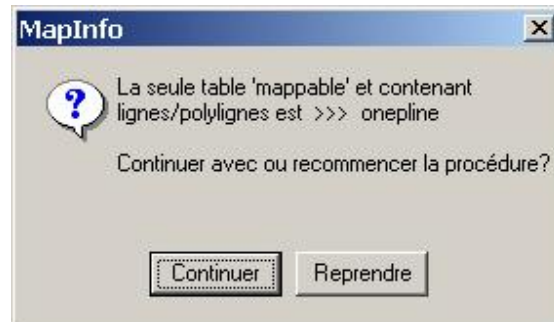 MapInfo
?
La seule table 'mappable' et contenant
lignes/polylignes est >>> onepline
Continuer avec ou recommencer la procédure?
Continuer Reprendre